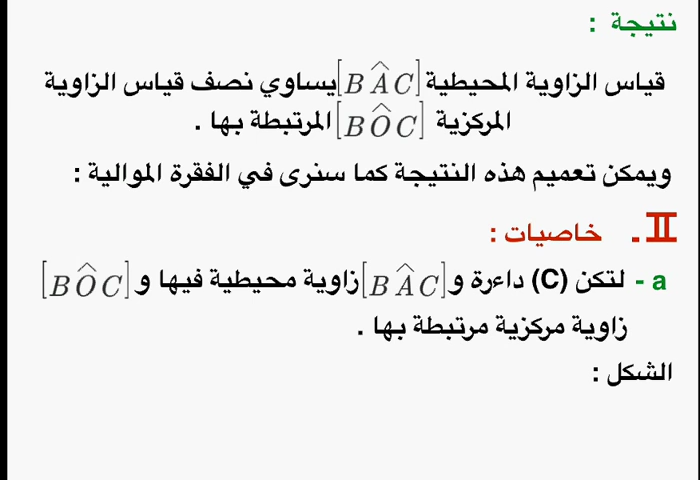 نتيجة :
قياس الزاوية المحيطية [BÂC] يساوي نصف قياس الزاوية
المركزية [BÔC] المرتبطة بها .
ويمكن تعميم هذه النتيجة كما سنرى في الفقرة الموالية :
II. خاصيات :
a - لتكن (C) داءرة و [BÂC] زاوية محيطية فيها و [BÔC]
زاوية مركزية مرتبطة بها .
الشكل :